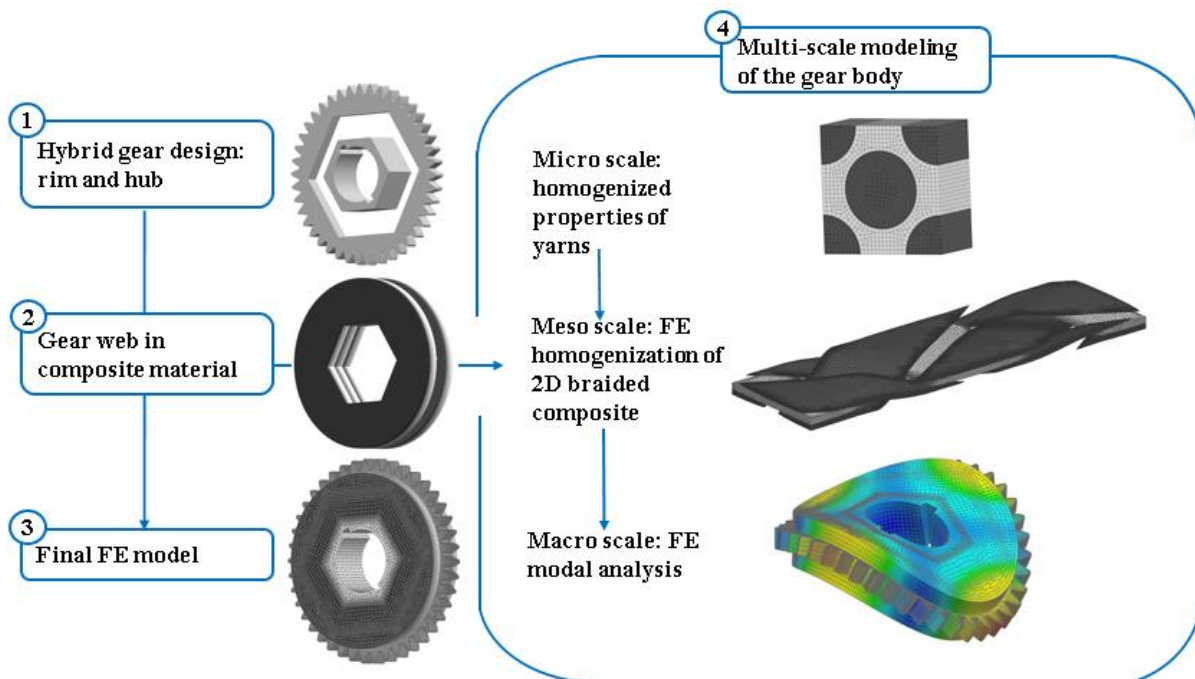 1
Hybrid gear design:
rim and hub
2
Gear web in
composite material
3
Final FE model
4
Multi-scale modeling
of the gear body
Micro scale:
homogenized
properties of
yarns
Meso scale: FE
homogenization of
2D braided
composite
Macro scale: FE
modal analysis